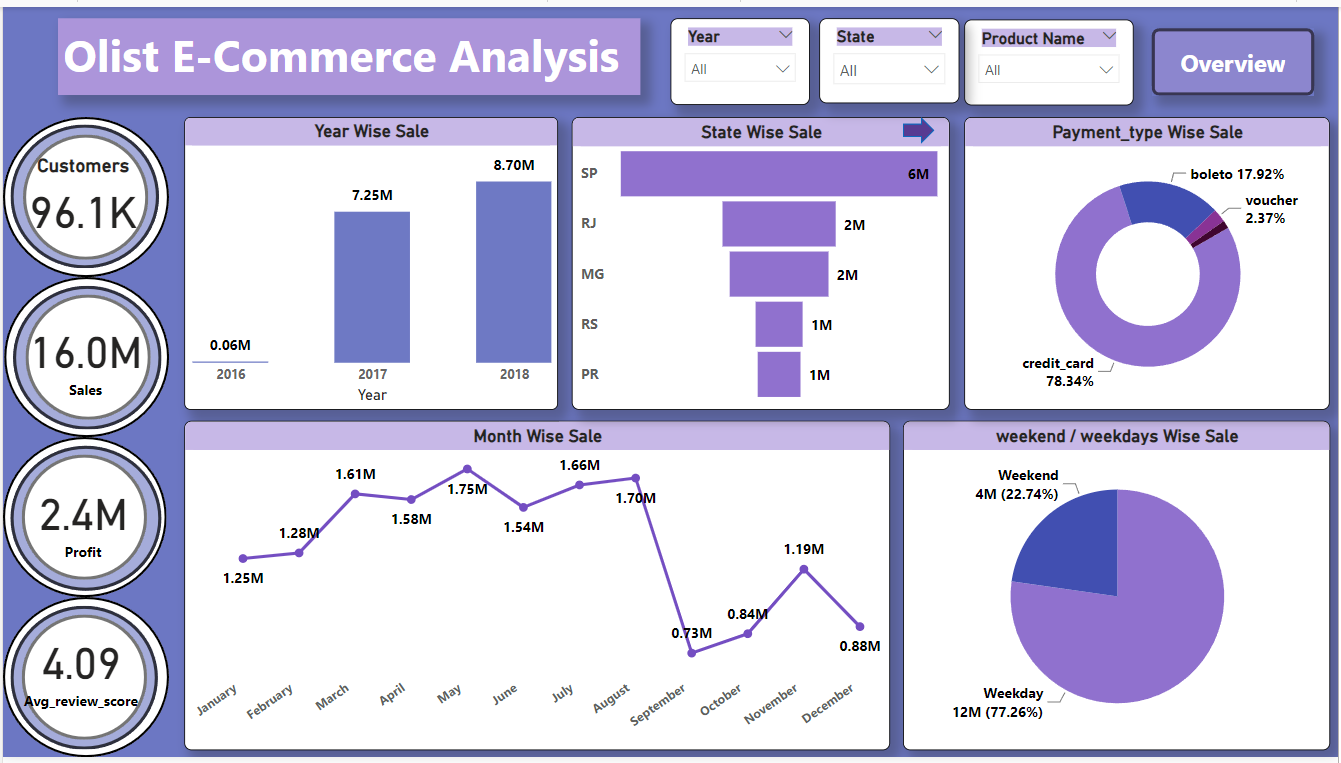 Olist E-Commerce Analysis
Year
All
State
All
Product Name
All
Overview
Customers
96.1K
16.0M
Sales
2.4M
Profit
4.09
Avg_review_score
Year Wise Sale
0.06M
7.25M
8.70M
2016
2017
2018
Year
State Wise Sale
SP
6M
RJ
2M
MG
2M
RS
1M
PR
1M
Payment_type Wise Sale
boleto 17.92%
voucher
2.37%
credit_card
78.34%
Month Wise Sale
1.25M
1.28M
1.61M
1.58M
1.75M
1.54M
1.66M
1.70M
0.73M
0.84M
1.19M
0.88M
January
February
March
April
May
June
July
August
September
October
November
December
weekend / weekdays Wise Sale
Weekend
4M (22.74%)
Weekday
12M (77.26%)